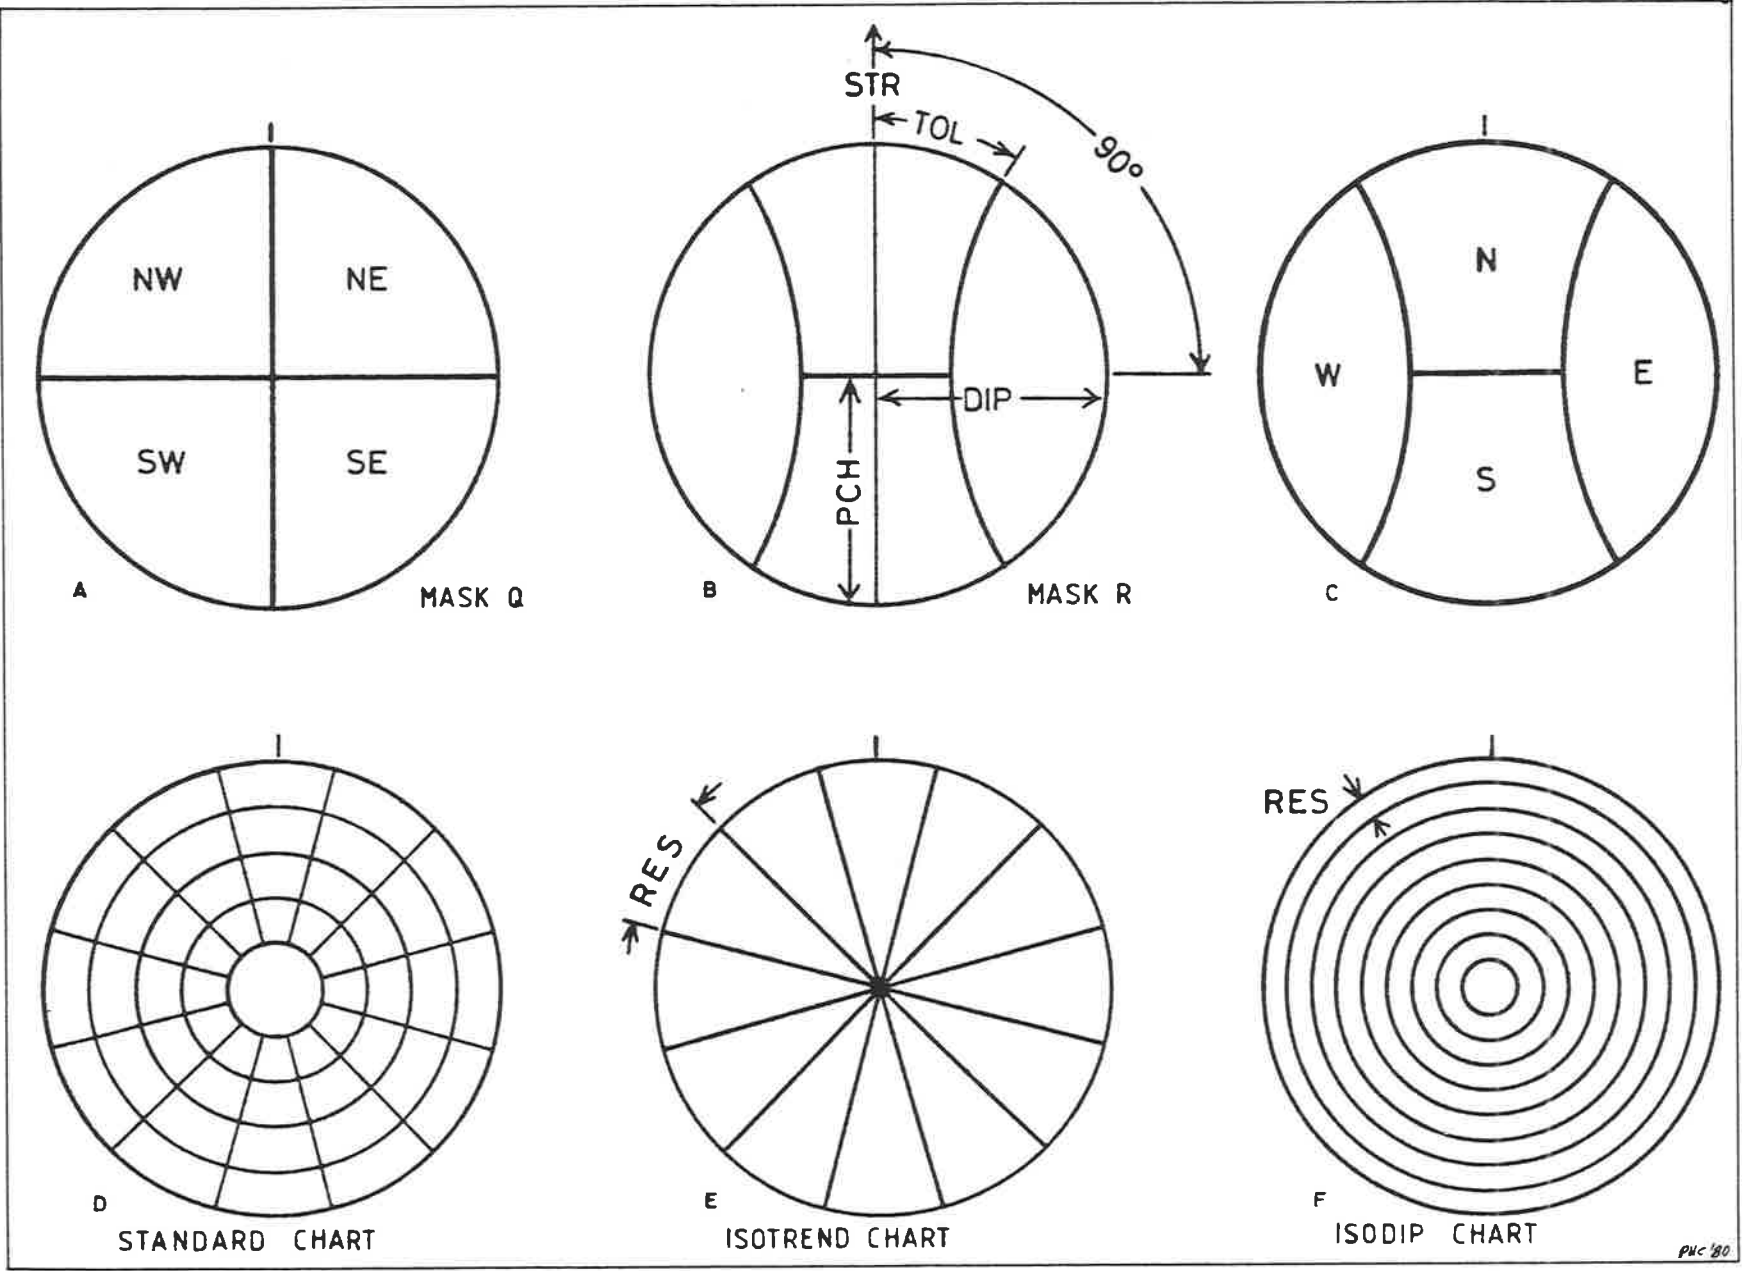 STR
TOL
90°
NW NE
N
W E
DIP
SW SE
PCH
S
A MASK Q
B MASK R
C
RES
RES
D
STANDARD CHART
E
ISOTREND CHART
F
ISODIP CHART
PHC '80